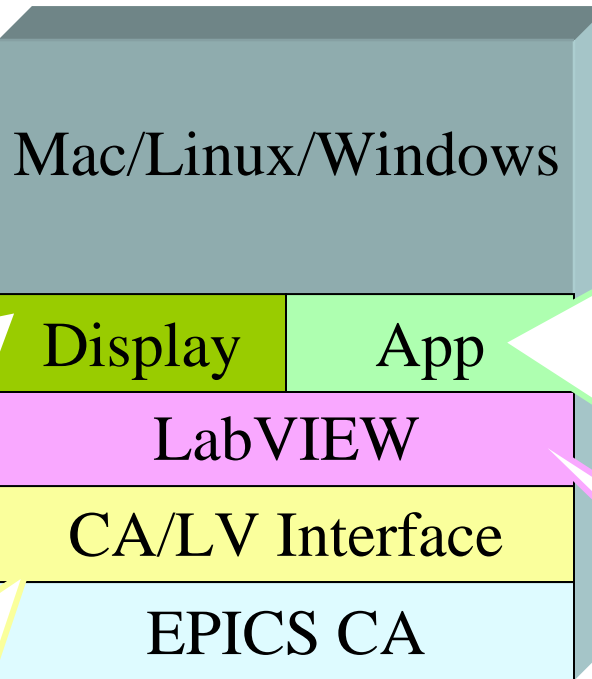 Mac/Linux/Windows
Display App
LabVIEW
CA/LV Interface
EPICS CA